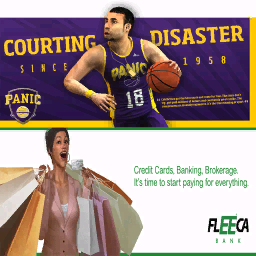 COURTING DISASTER
SINCE 1958
PANIC
18
PANIC
Credit Cards, Banking, Brokerage.
It's time to start paying for everything.
FLEECA
BANK